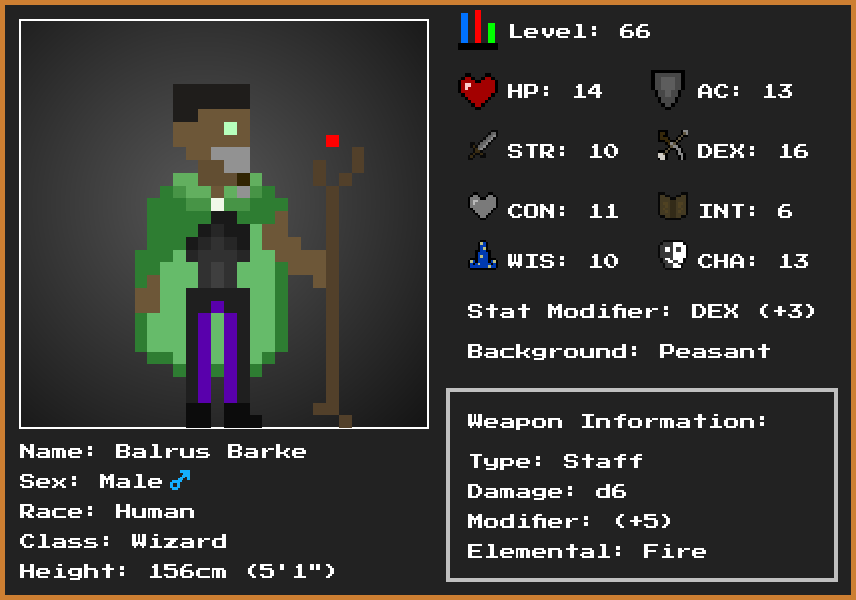 Level: 66
HP: 14
AC: 13
STR: 10
DEX: 16
CON: 11
INT: 6
WIS: 10
CHA: 13
Stat Modifier: DEX (+3)
Background: Peasant
Weapon Information:
Type: Staff
Damage: d6
Modifier: (+5)
Elemental: Fire
Name: Balrus Barke
Sex: Male♂
Race: Human
Class: Wizard
Height: 156cm (5'1")